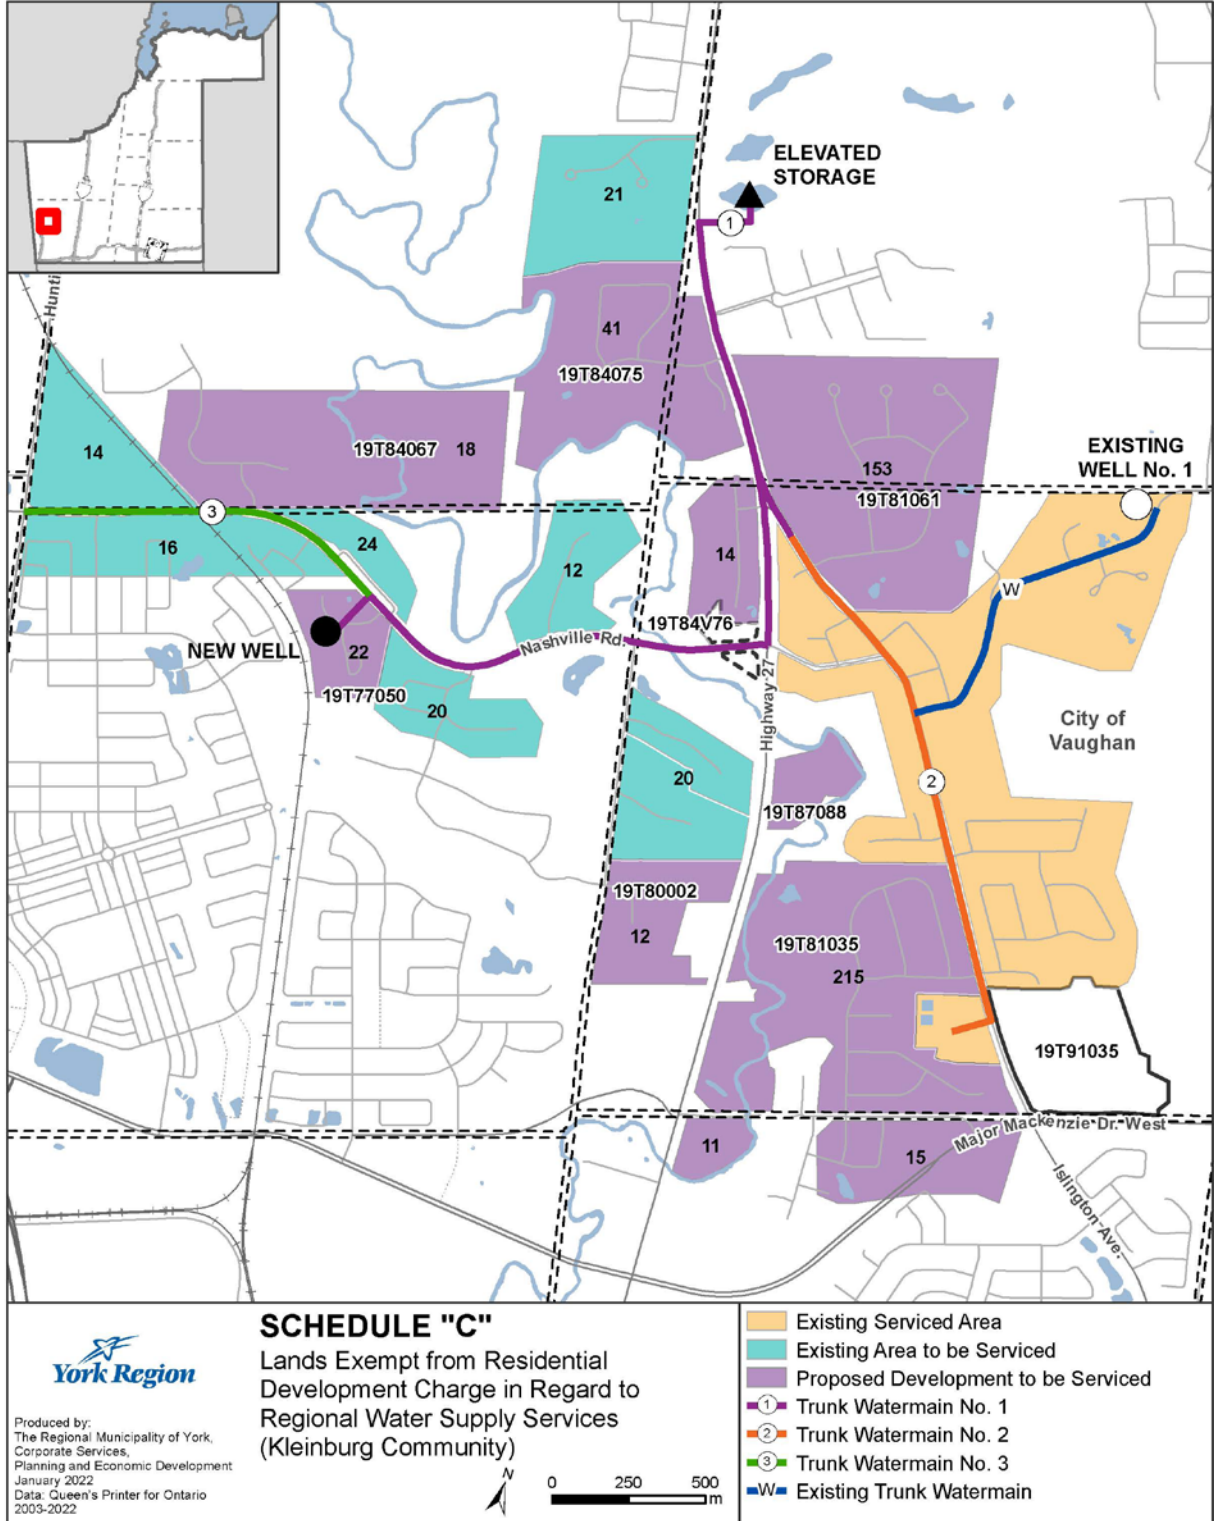 ELEVATED
STORAGE
21
1
Hunti
41
19T84075
14
19T84067
18
153
19T81061
EXISTING
WELL No. 1
3
16
24
12
14
W
19T84V76
NEW WELL
22
Nashville Rd.
19T77050
20
Highway 27
City of
Vaughan
20
2
19T87088
19T80002
12
19T81035
215
19T91035
11
15
Major Mackenzie Dr. West
Islington Ave.
York Region
Produced by:
The Regional Municipality of York,
Corporate Services,
Planning and Economic Development
January 2022
Data: Queen's Printer for Ontario
2003-2022
SCHEDULE "C"
Lands Exempt from Residential
Development Charge in Regard to
Regional Water Supply Services
(Kleinburg Community)
N
0 250 500
m
Existing Serviced Area
Existing Area to be Serviced
Proposed Development to be Serviced
1 Trunk Watermain No. 1
2 Trunk Watermain No. 2
3 Trunk Watermain No. 3
W Existing Trunk Watermain